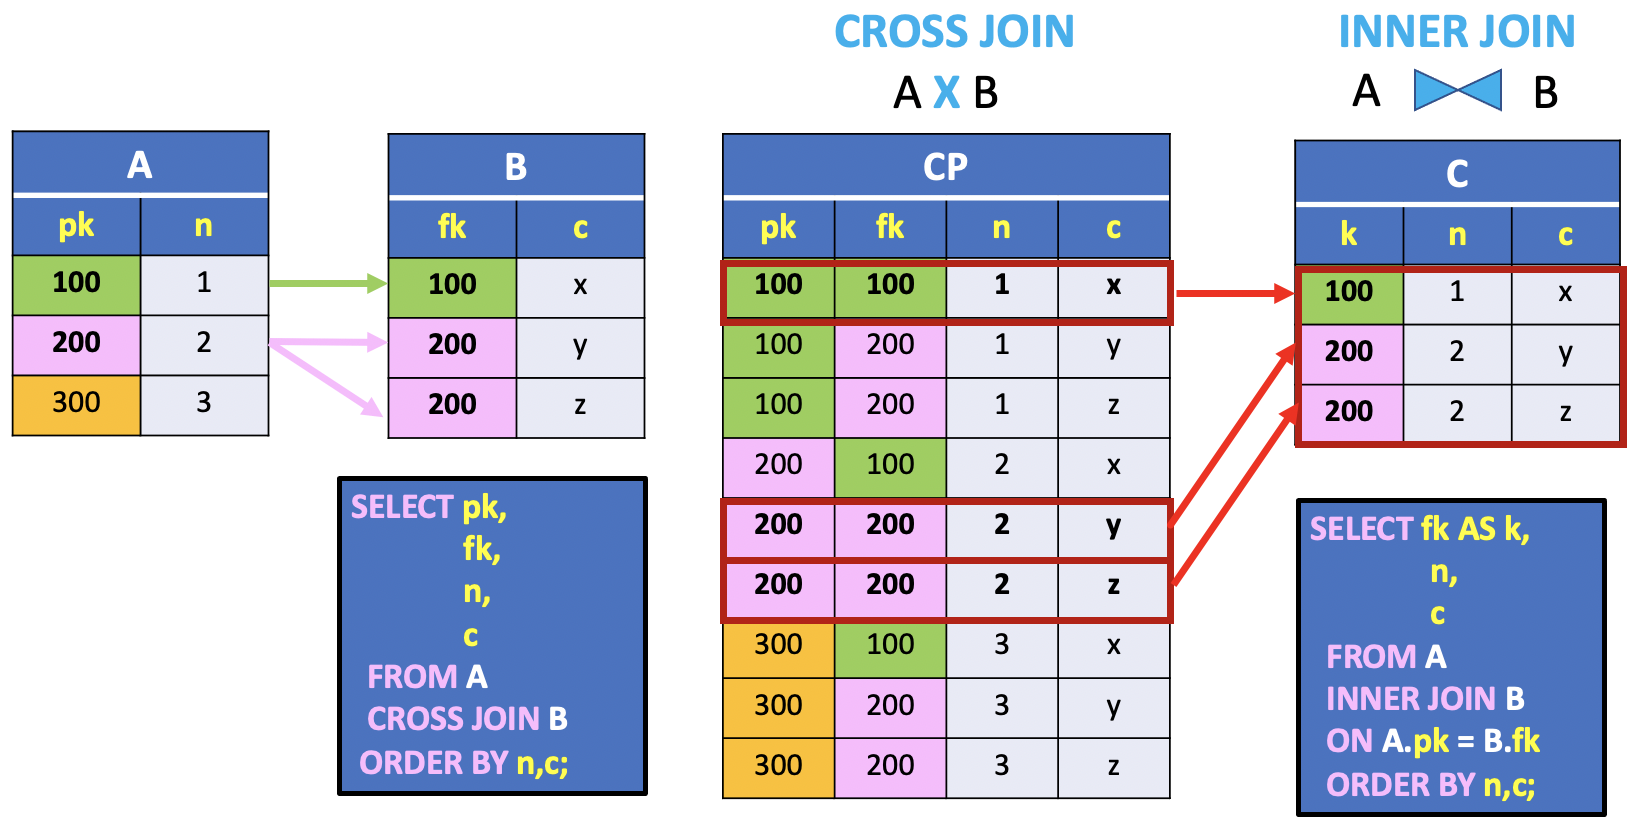 CROSS JOIN
A X B
INNER JOIN
A B
A
pk n
100 1
200 2
300 3
B
fk c
100 x
200 y
200 z
SELECT pk,
fk,
n,
c
FROM A
CROSS JOIN B
ORDER BY n,c;
CP
pk fk n c
100 100 1 x
100 200 1 y
100 200 1 z
200 100 2 x
200 200 2 y
200 200 2 z
300 100 3 x
300 200 3 y
300 200 3 z
C
k n c
100 1 x
200 2 y
200 2 z
SELECT fk AS k,
n,
c
FROM A
INNER JOIN B
ON A.pk = B.fk
ORDER BY n,c;